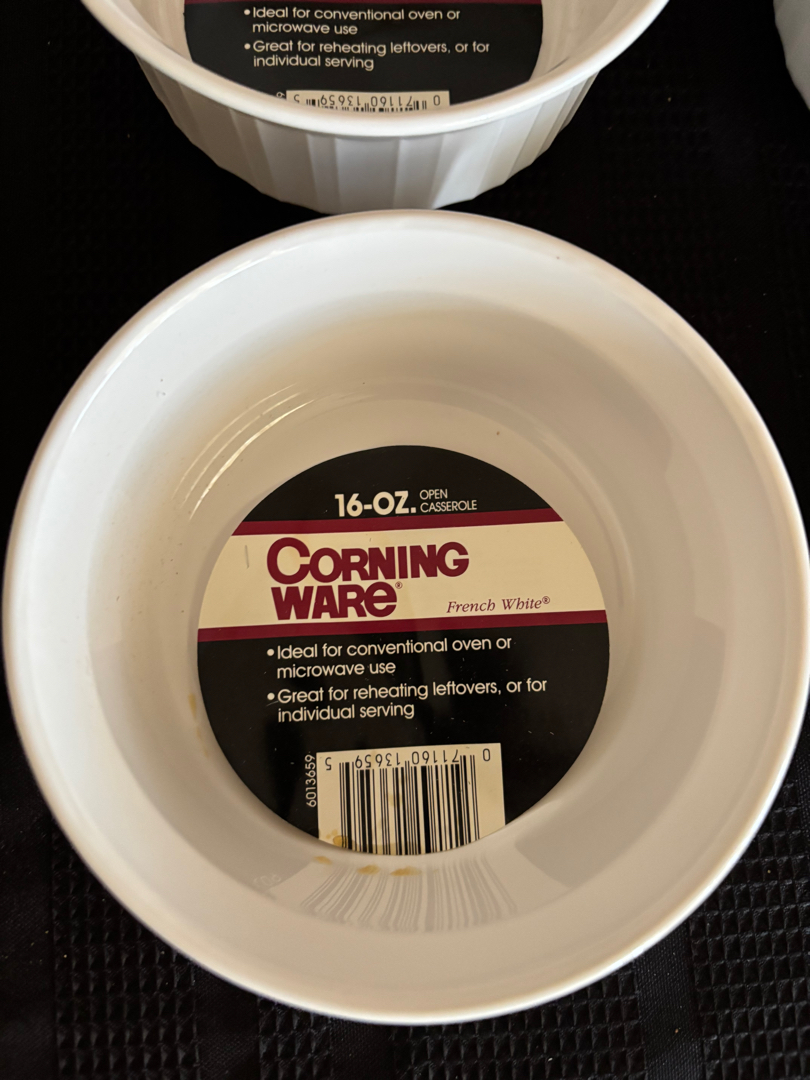 • Ideal for conventional oven or
microwave use
• Great for reheating leftovers, or for
individual serving
0 71160 13659 5
16-OZ. OPEN
CASSEROLE
CORNING
WARE®
French White®
• Ideal for conventional oven or
microwave use
• Great for reheating leftovers, or for
individual serving
6013659
0 71160 13659 5